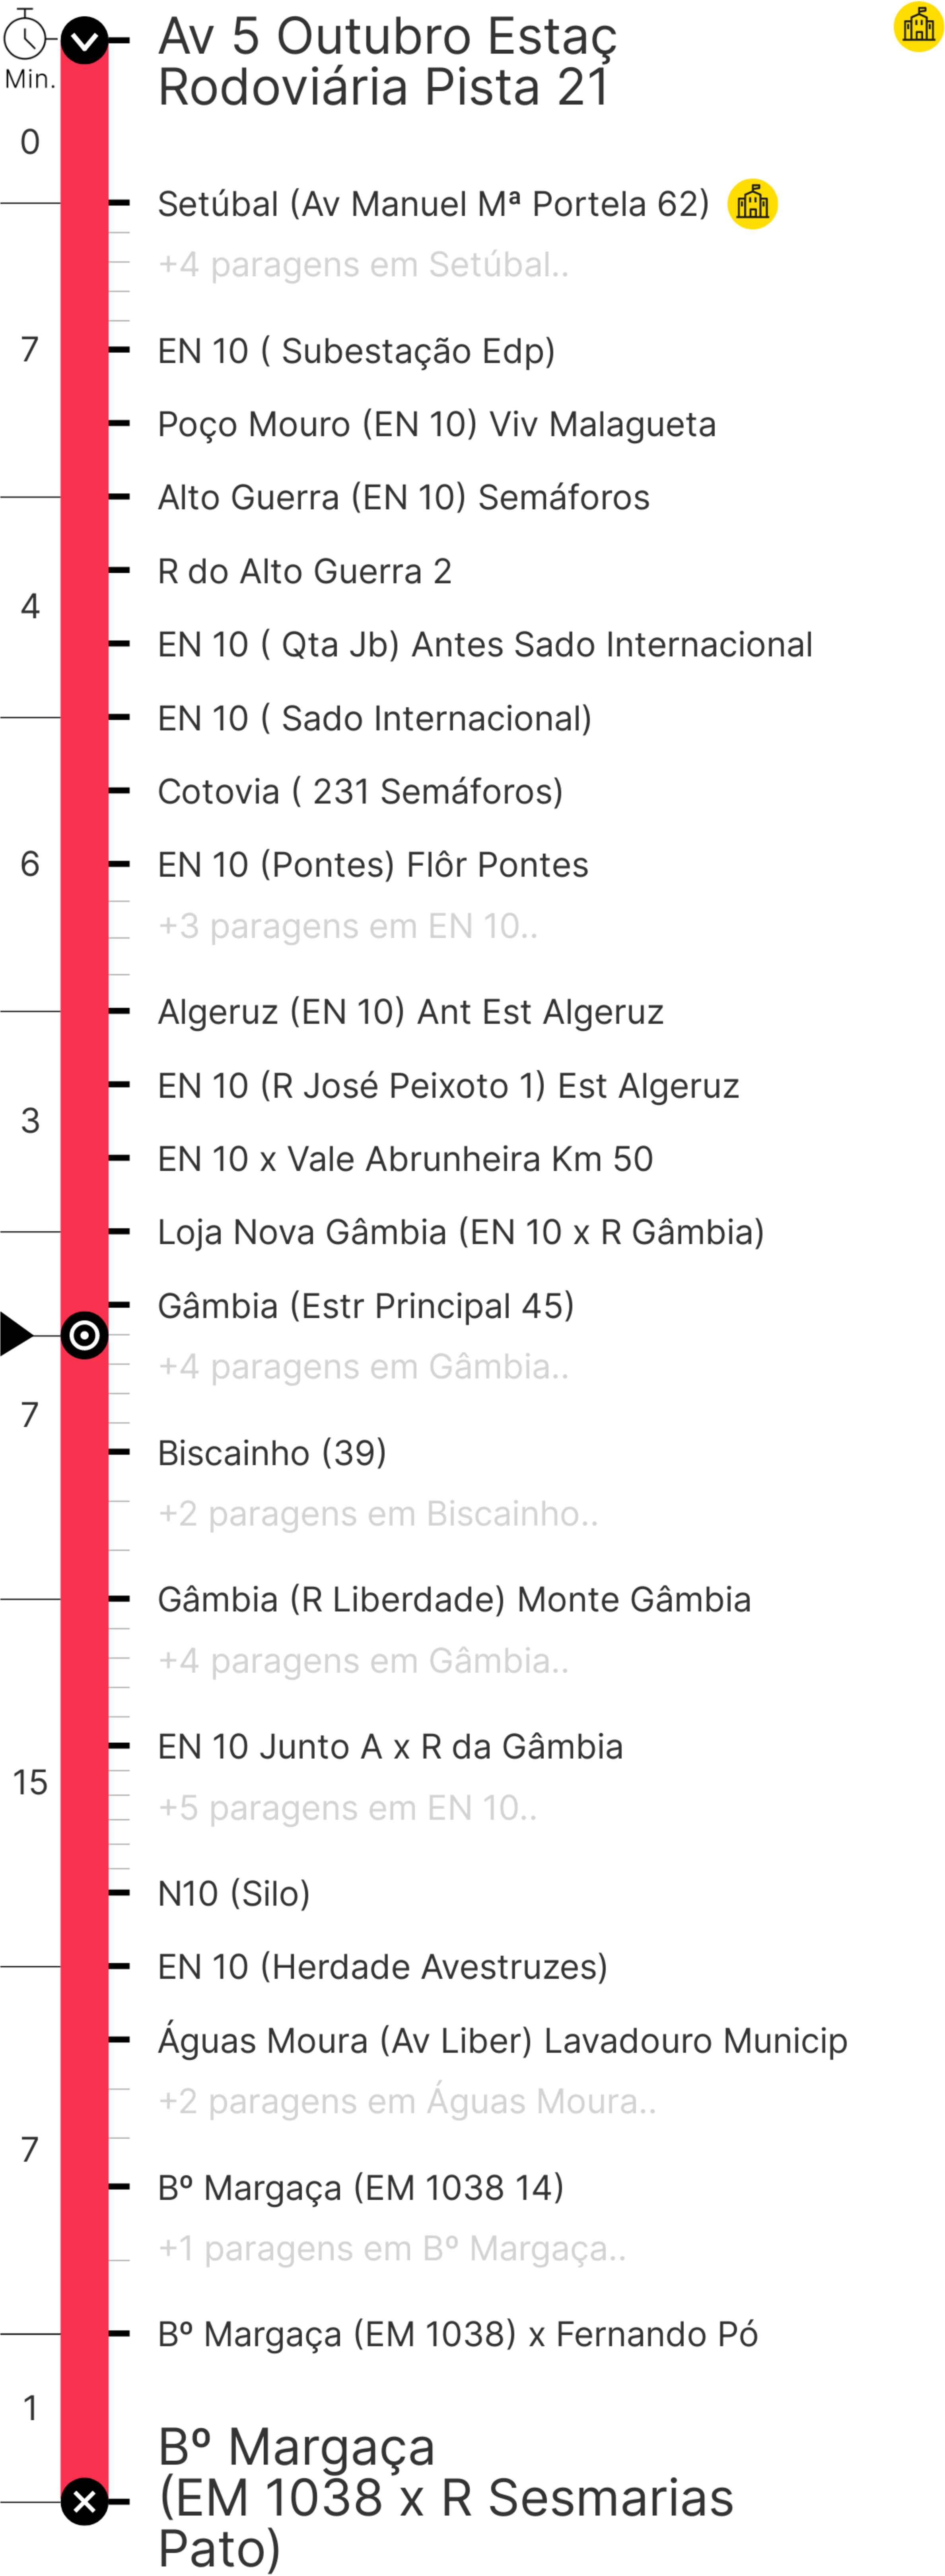 Av 5 Outubro Estaç
Rodoviária Pista 21
Min.
0
Setúbal (Av Manuel Mª Portela 62)
+4 paragens em Setúbal..
7
EN 10 ( Subestação Edp)
Poço Mouro (EN 10) Viv Malagueta
Alto Guerra (EN 10) Semáforos
R do Alto Guerra 2
4
EN 10 ( Qta Jb) Antes Sado Internacional
EN 10 ( Sado Internacional)
Cotovia ( 231 Semáforos)
6
EN 10 (Pontes) Flôr Pontes
+3 paragens em EN 10..
Algeruz (EN 10) Ant Est Algeruz
EN 10 (R José Peixoto 1) Est Algeruz
3
EN 10 x Vale Abrunheira Km 50
Loja Nova Gâmbia (EN 10 x R Gâmbia)
Gâmbia (Estr Principal 45)
+4 paragens em Gâmbia..
7
Biscainho (39)
+2 paragens em Biscainho..
Gâmbia (R Liberdade) Monte Gâmbia
+4 paragens em Gâmbia..
EN 10 Junto A x R da Gâmbia
15
+5 paragens em EN 10..
N10 (Silo)
EN 10 (Herdade Avestruzes)
Águas Moura (Av Liber) Lavadouro Municip
+2 paragens em Águas Moura..
7
Bº Margaça (EM 1038 14)
+1 paragens em Bº Margaça..
Bº Margaça (EM 1038) x Fernando Pó
1
Bº Margaça
(EM 1038 x R Sesmarias
Pato)